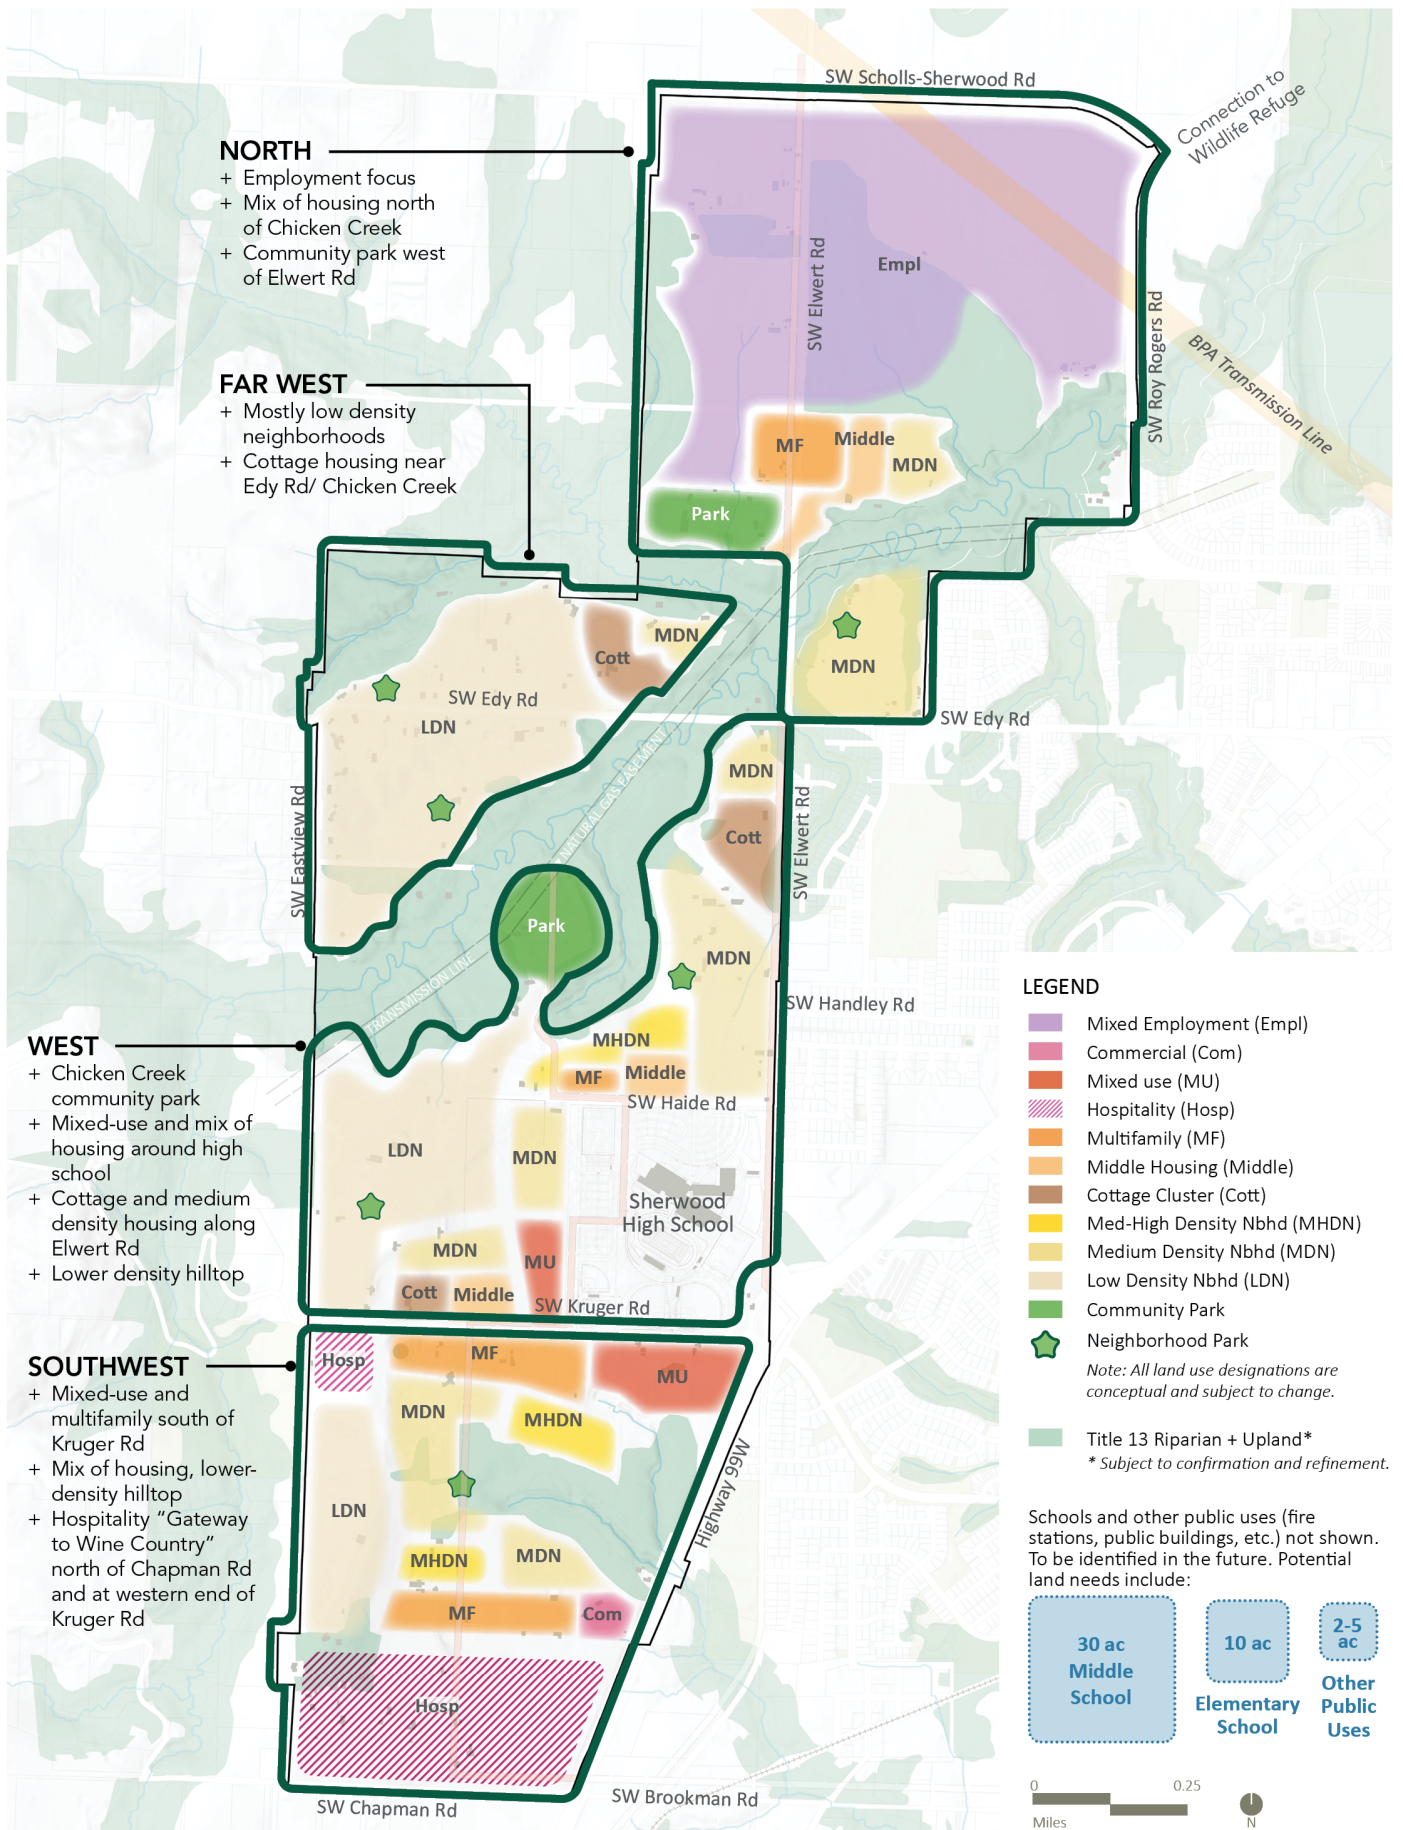 SW Scholls-Sherwood Rd
Connection to
Wildlife Refuge
NORTH
+ Employment focus
+ Mix of housing north
of Chicken Creek
+ Community park west
of Elwert Rd
SW Elwert Rd
Empl
SW Roy Rogers Rd
BPA Transmission Line
FAR WEST
+ Mostly low density
neighborhoods
+ Cottage housing near
Edy Rd/ Chicken Creek
MF
Middle
MDN
Park
MDN
Cott
MDN
SW Edy Rd
LDN
SW Edy Rd
NATURAL GAS EASEMENT
MDN
SW Eastview Rd
Cott
SW Elwert Rd
Park
MDN
TRANSMISSION LINE
SW Handley Rd
WEST
+ Chicken Creek
community park
+ Mixed-use and mix of
housing around high
school
+ Cottage and medium
density housing along
Elwert Rd
+ Lower density hilltop
MHDN
MF
Middle
SW Haide Rd
LDN
MDN
Sherwood
High School
MDN
MU
Cott
Middle
SW Kruger Rd
SOUTHWEST
+ Mixed-use and
multifamily south of
Kruger Rd
+ Mix of housing, lower-
density hilltop
+ Hospitality “Gateway
to Wine Country”
north of Chapman Rd
and at western end of
Kruger Rd
Hosp
MF
MU
MDN
MHDN
LDN
Highway 99W
MHDN
MDN
MF
Com
Hosp
SW Chapman Rd
SW Brookman Rd
LEGEND
Mixed Employment (Empl)
Commercial (Com)
Mixed use (MU)
Hospitality (Hosp)
Multifamily (MF)
Middle Housing (Middle)
Cottage Cluster (Cott)
Med-High Density Nbhd (MHDN)
Medium Density Nbhd (MDN)
Low Density Nbhd (LDN)
Community Park
Neighborhood Park
Note: All land use designations are
conceptual and subject to change.
Title 13 Riparian + Upland*
* Subject to confirmation and refinement.
Schools and other public uses (fire
stations, public buildings, etc.) not shown.
To be identified in the future. Potential
land needs include:
30 ac
Middle
School
10 ac
Elementary
School
2-5
ac
Other
Public
Uses
0 0.25
Miles
N